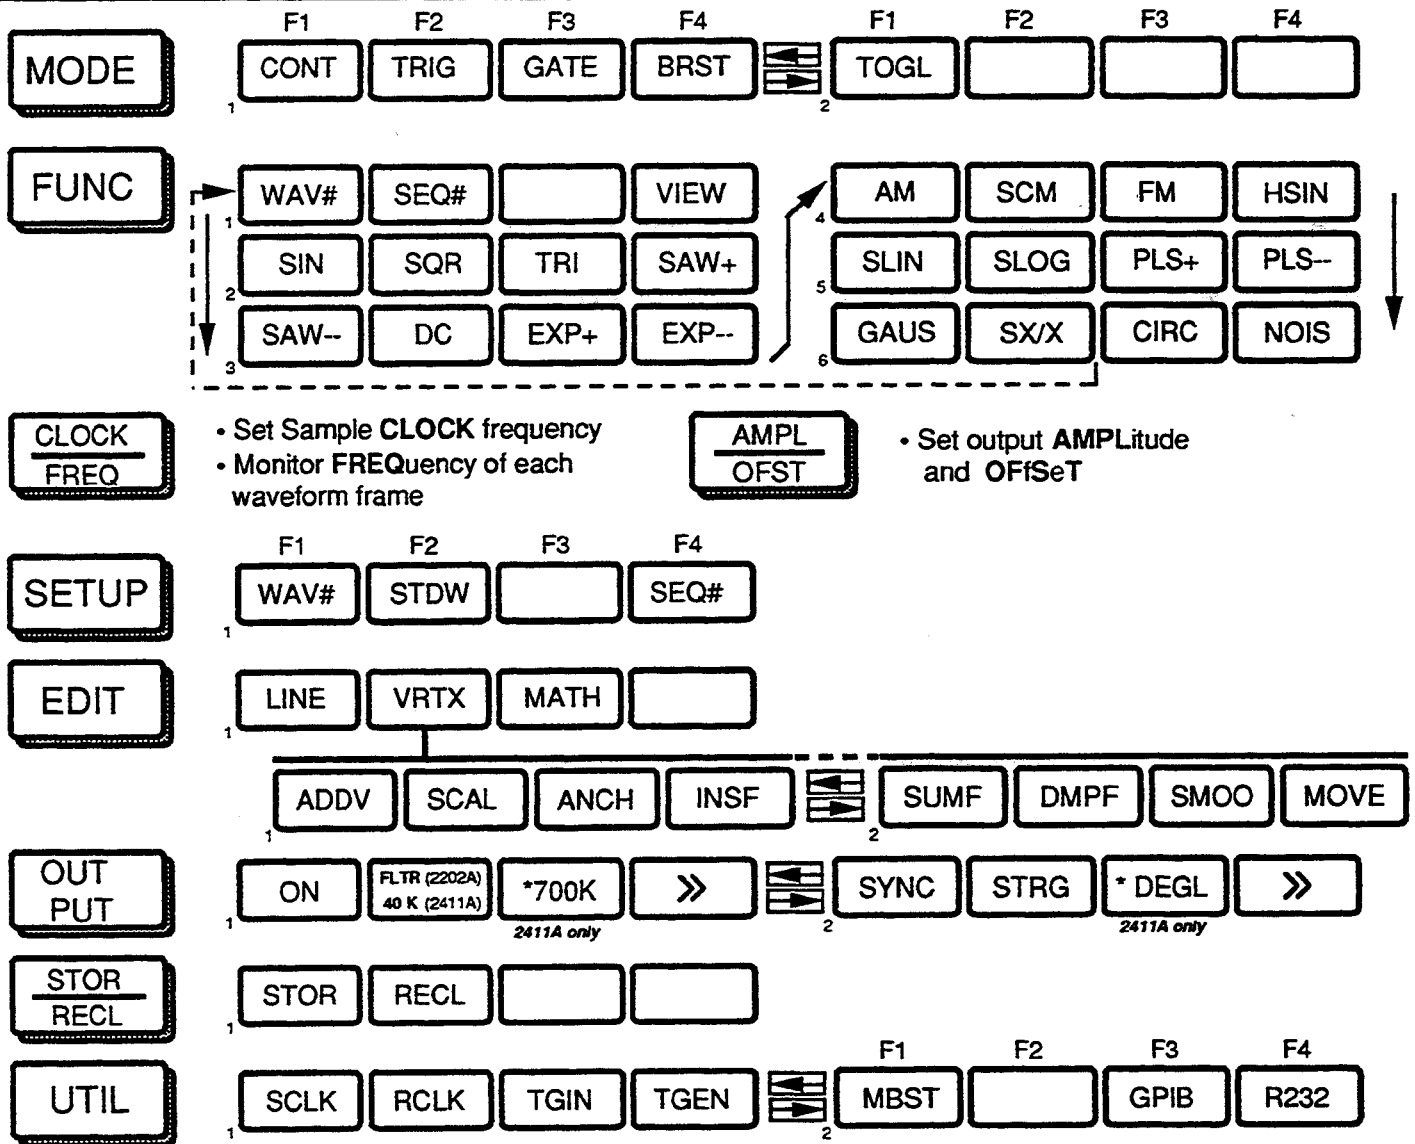 F1 F2 F3 F4 F1 F2 F3 F4
MODE CONT TRIG GATE BRST TOGL
1 2
FUNC WAV# SEQ# VIEW AM SCM FM HSIN
1 4
SIN SQR TRI SAW+ SLIN SLOG PLS+ PLS--
2 5
SAW-- DC EXP+ EXP-- GAUS SX/X CIRC NOIS
3 6
CLOCK
FREQ
• Set Sample CLOCK frequency
• Monitor FREQuency of each
waveform frame
AMPL
OFST
• Set output AMPLitude
and OFfSeT
F1 F2 F3 F4
SETUP WAV# STDW SEQ#
1
EDIT LINE VRTX MATH
1
ADDV SCAL ANCH INSF SUMF DMPF SMOO MOVE
1 2
OUT
PUT
ON
FLTR (2202A)
40 K (2411A)
*700K » SYNC STRG * DEGL »
1 2
2411A only 2411A only
STOR
RECL
STOR RECL
1
F1 F2 F3 F4
UTIL SCLK RCLK TGIN TGEN MBST GPIB R232
1 2